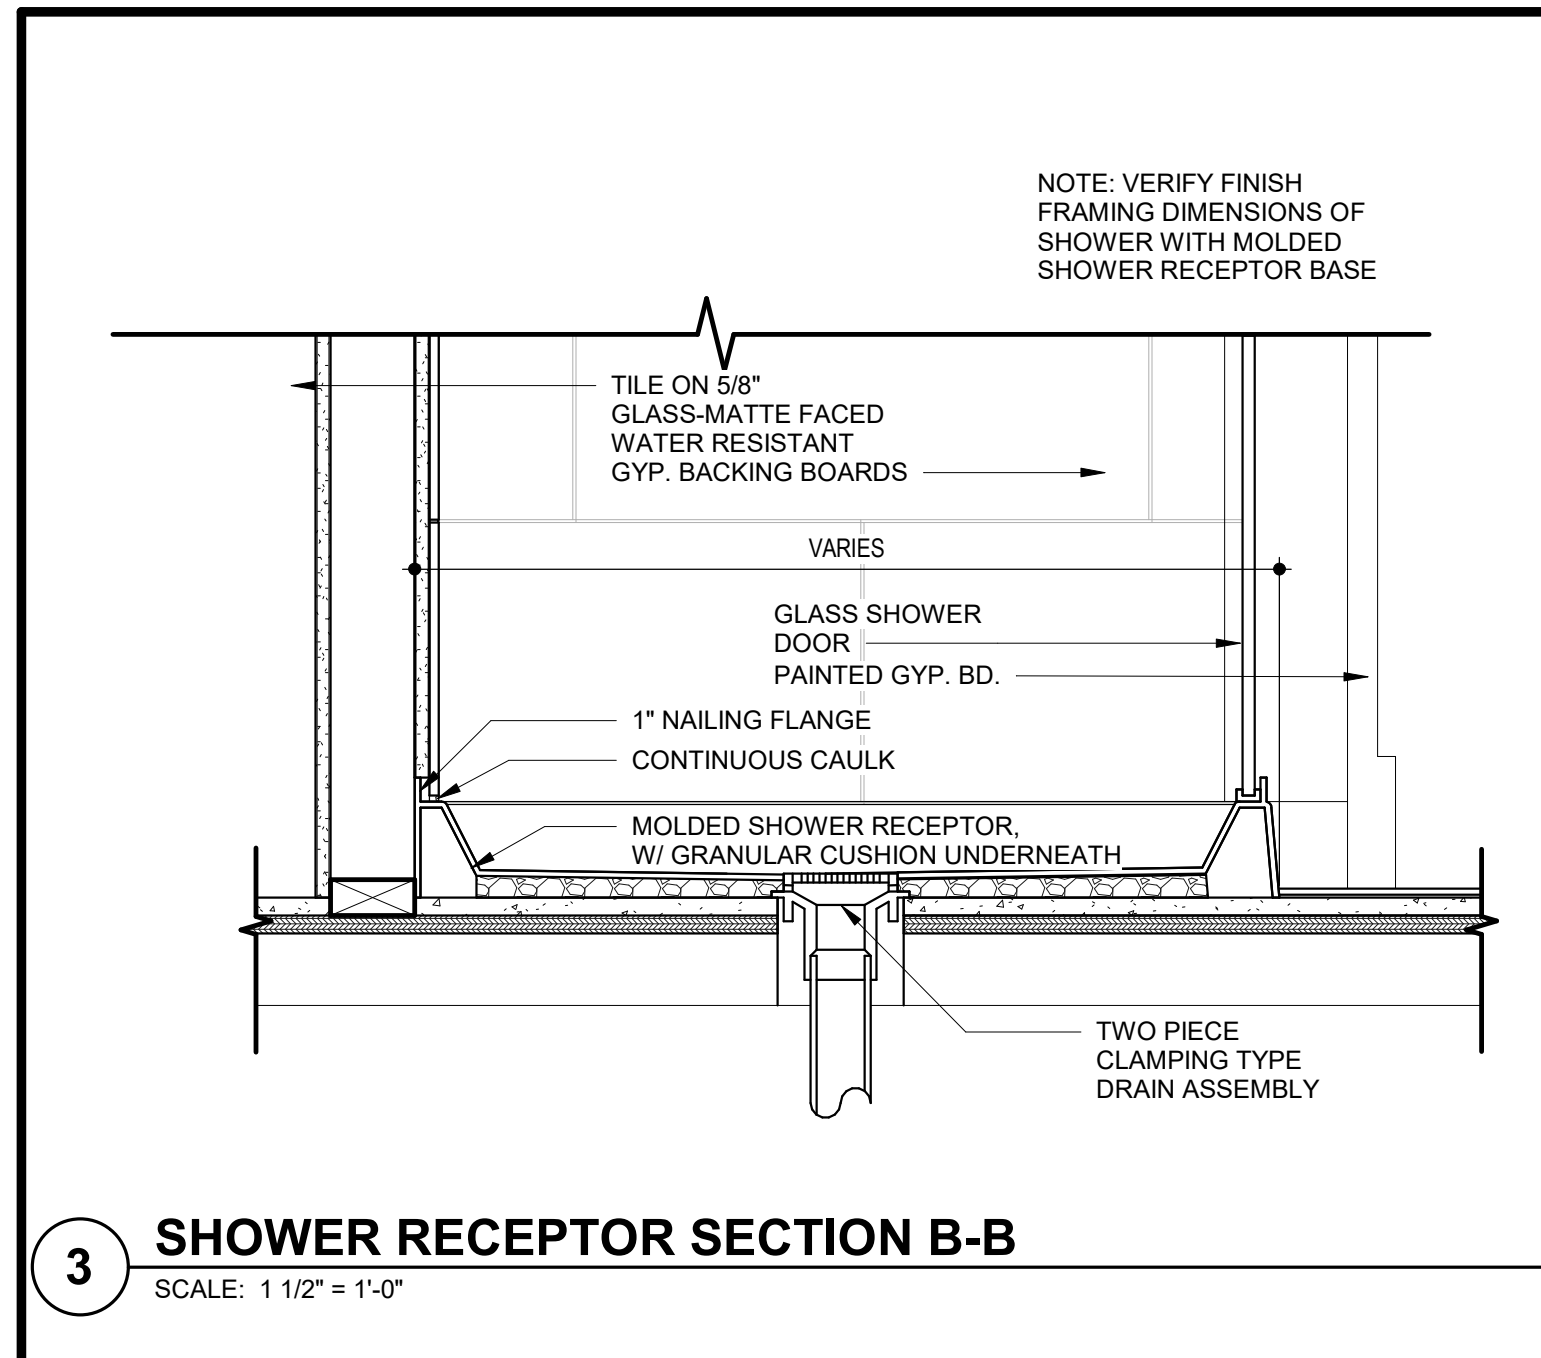 NOTE: VERIFY FINISH
FRAMING DIMENSIONS OF
SHOWER WITH MOLDED
SHOWER RECEPTOR BASE
TILE ON 5/8"
GLASS-MATTE FACED
WATER RESISTANT
GYP. BACKING BOARDS
VARIES
GLASS SHOWER
DOOR
PAINTED GYP. BD.
1" NAILING FLANGE
CONTINUOUS CAULK
MOLDED SHOWER RECEPTOR,
W/ GRANULAR CUSHION UNDERNEATH
TWO PIECE
CLAMPING TYPE
DRAIN ASSEMBLY
3
SHOWER RECEPTOR SECTION B-B
SCALE: 1 1/2" = 1'-0"